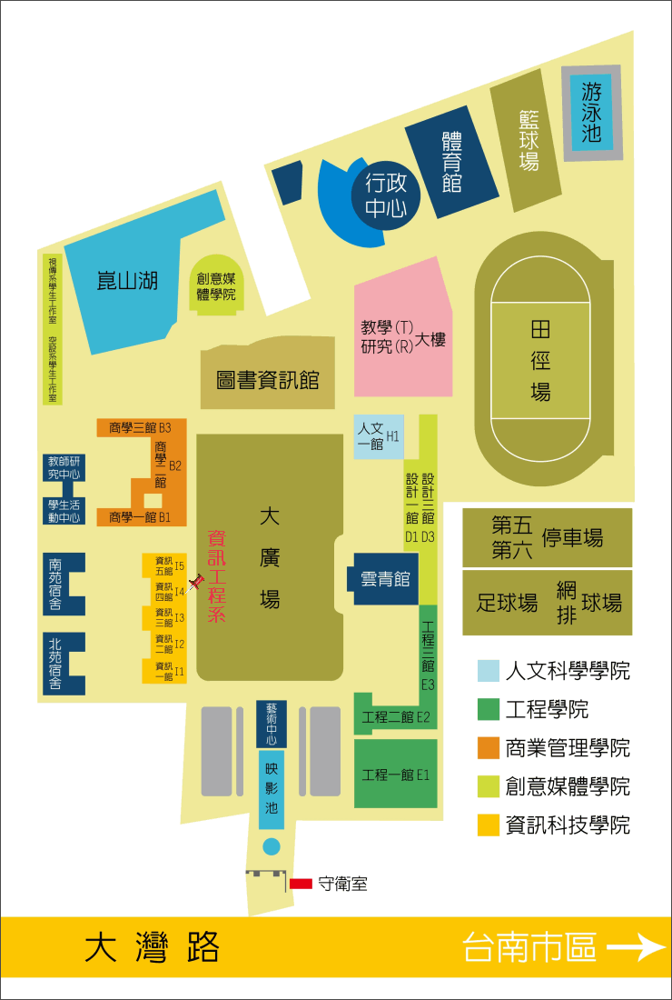 游泳池
籃球場
體育館
行政
中心
崑山湖
創意媒
體學院
視傳系學生工作室
空設系學生工作室
教學(T)
研究(R)
大樓
田徑場
圖書資訊館
商學三館B3
商學二館
B2
商學一館B1
人文
一館
H1
設計一館
D1
設計三館
D3
教師研
究中心
學生活
動中心
大廣場
資訊工程系
第五
第六
停車場
南苑宿舍
資訊
五館
I5
資訊
四館
I4
資訊
三館
I3
資訊
二館
I2
資訊
一館
I1
雲青館
足球場
網
排
球場
北苑宿舍
工程三館
E3
人文科學學院
工程學院
商業管理學院
創意媒體學院
資訊科技學院
藝術中心
工程二館E2
映影池
工程一館E1
守衛室
大灣路
台南市區